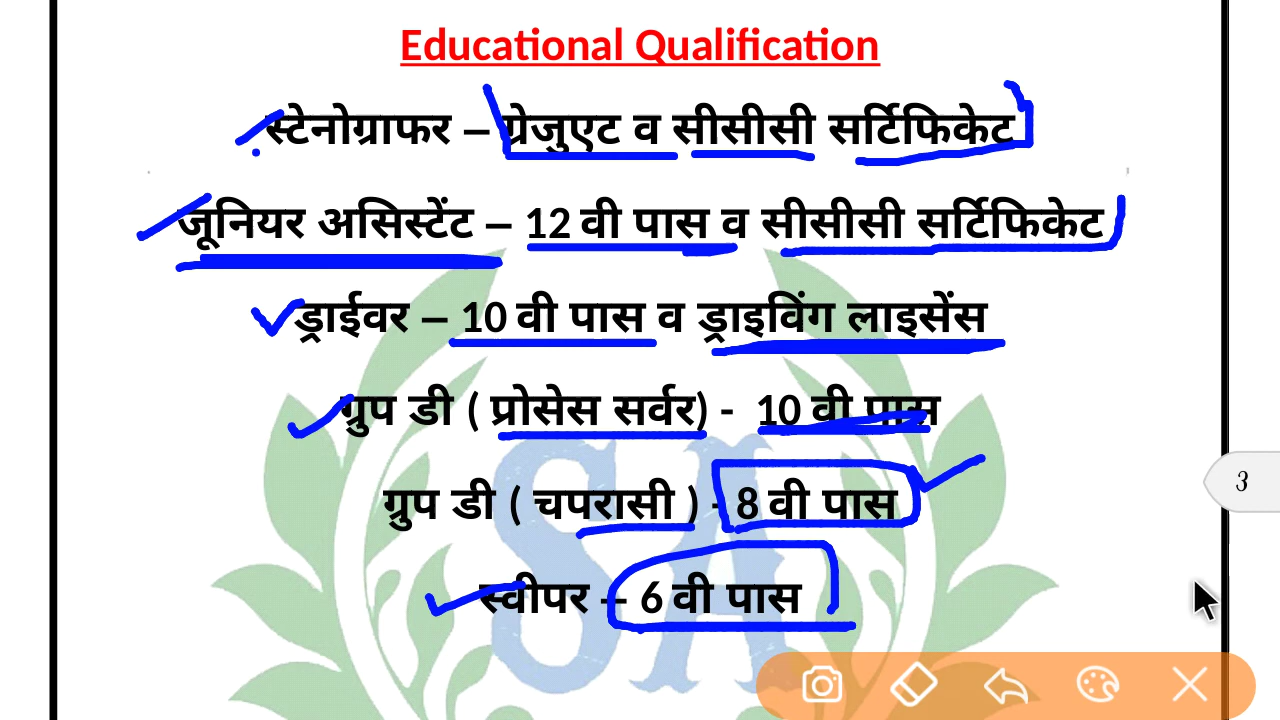 Educational Qualification
स्टेनोग्राफर – ग्रेजुएट व सीसीसी सर्टिफिकेट
जूनियर असिस्टेंट – 12 वी पास व सीसीसी सर्टिफिकेट
ड्राईवर – 10 वी पास व ड्राइविंग लाइसेंस
ग्रुप डी ( प्रोसेस सर्वर) - 10 वी पास
ग्रुप डी ( चपरासी ) - 8 वी पास
स्वीपर – 6 वी पास
SA
3